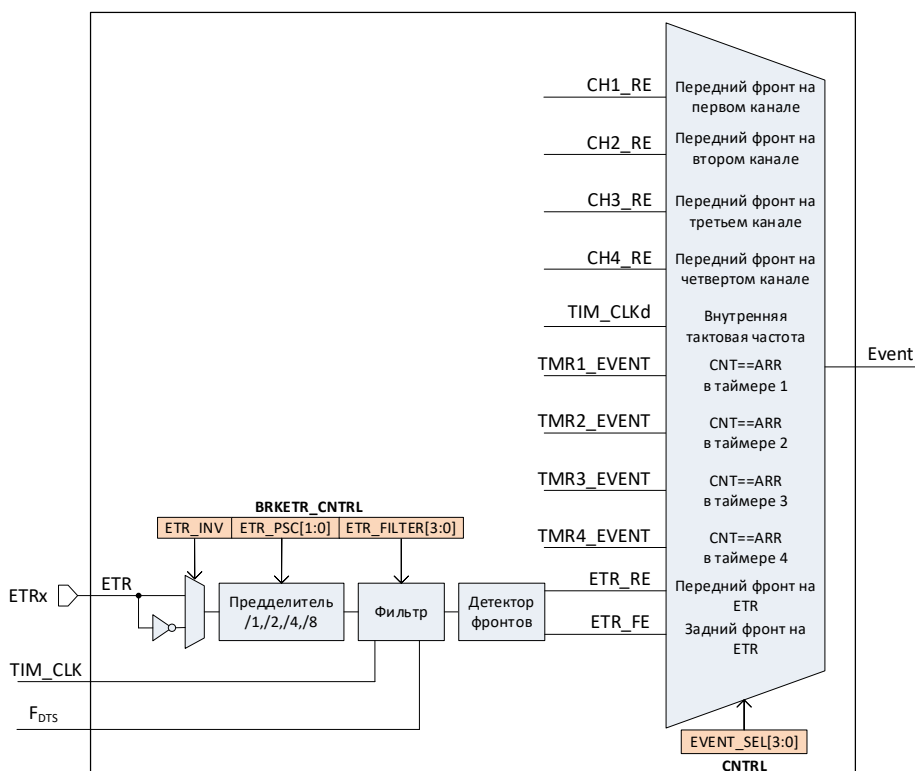 CH1_RE
Передний фронт на
первом канале
CH2_RE
Передний фронт на
втором канале
CH3_RE
Передний фронт на
третьем канале
CH4_RE
Передний фронт на
четвертом канале
TIM_CLKd
Внутренняя
тактовая частота
Event
TMR1_EVENT
CNT==ARR
в таймере 1
TMR2_EVENT
CNT==ARR
в таймере 2
TMR3_EVENT
CNT==ARR
в таймере 3
TMR4_EVENT
CNT==ARR
в таймере 4
BRKETR_CNTRL
ETR_INV ETR_PSC[1:0] ETR_FILTER[3:0]
ETRx
ETR
Предделитель
/1,/2,/4,/8
Фильтр
Детектор
фронтов
ETR_RE
Передний фронт на
ETR
ETR_FE
Задний фронт на
ETR
TIM_CLK
FDTS
EVENT_SEL[3:0]
CNTRL